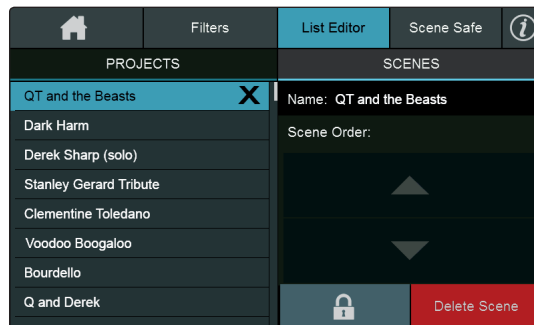 Filters
List Editor
Scene Safe
i
PROJECTS
SCENES
QT and the Beasts X
Dark Harm
Derek Sharp (solo)
Stanley Gerard Tribute
Clementine Toledano
Voodoo Boogaloo
Bourdello
Q and Derek
Name: QT and the Beasts
Scene Order:
Delete Scene